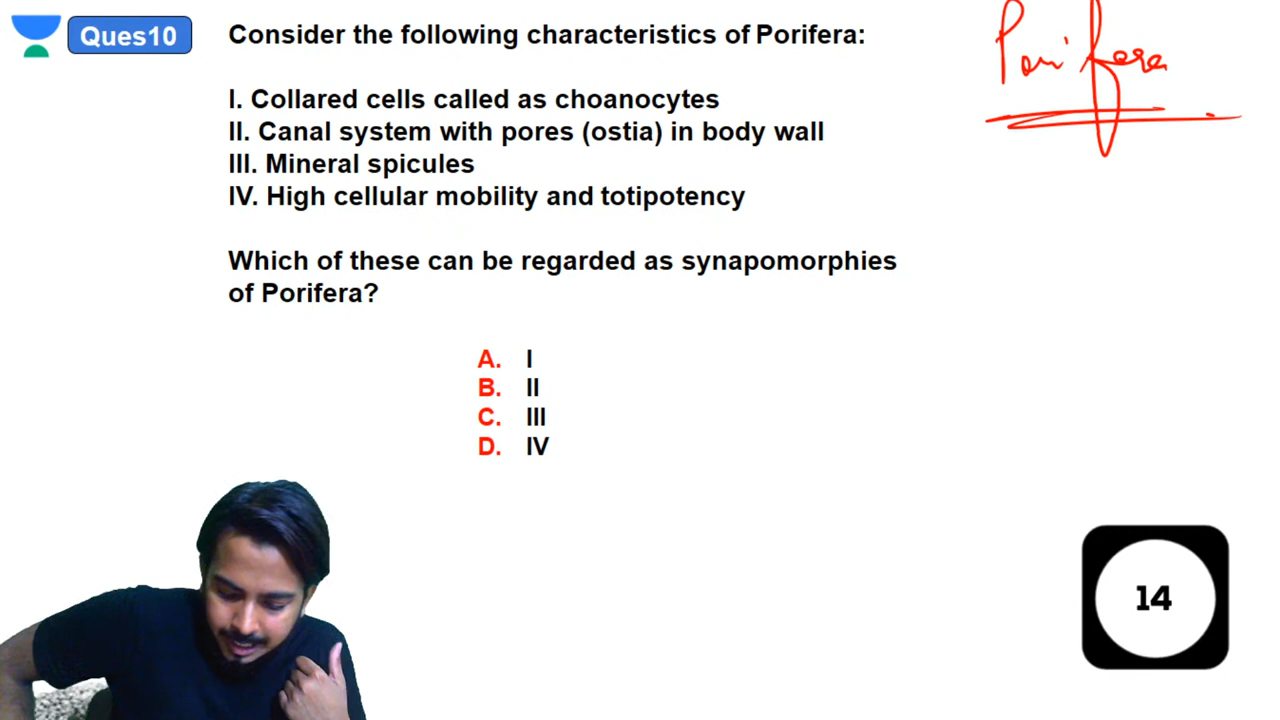 Ques10
Consider the following characteristics of Porifera:
Porifera
I. Collared cells called as choanocytes
II. Canal system with pores (ostia) in body wall
III. Mineral spicules
IV. High cellular mobility and totipotency
Which of these can be regarded as synapomorphies
of Porifera?
A. I
B. II
C. III
D. IV
14